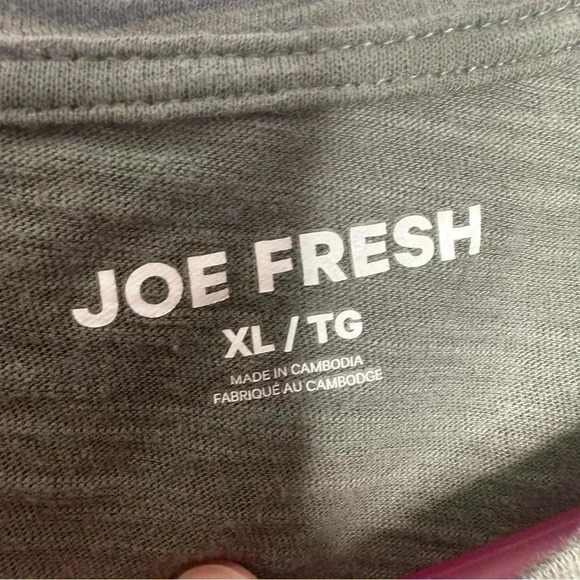 JOE FRESH
XL / TG
MADE IN CAMBODIA
FABRIQUÉ AU CAMBODGE